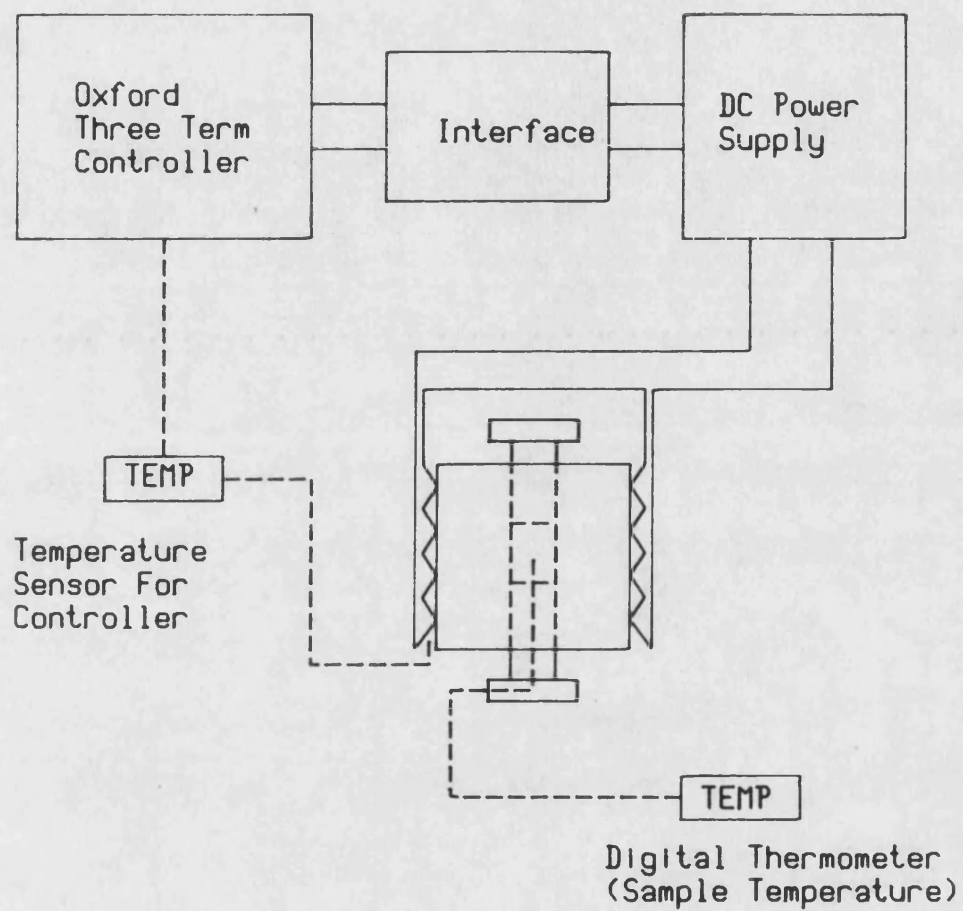 Oxford
Three Term
Controller
Interface
DC Power
Supply
TEMP
Temperature
Sensor For
Controller
TEMP
Digital Thermometer
(Sample Temperature)